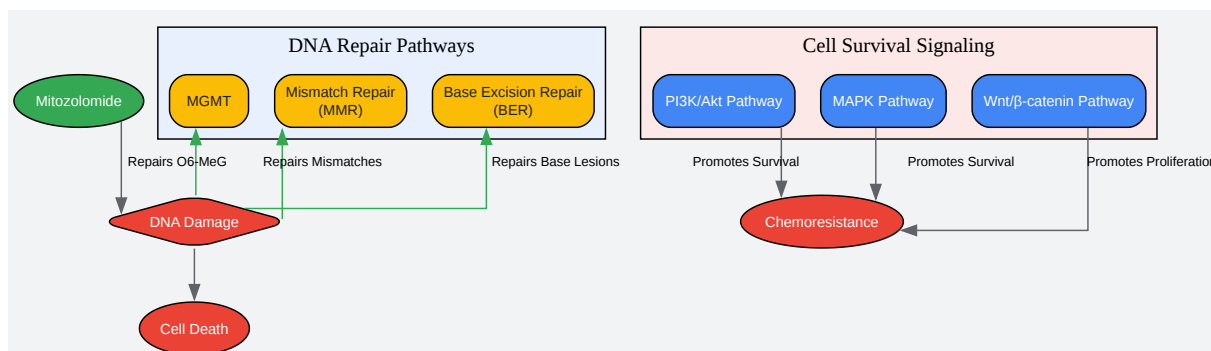 DNA Repair Pathways
Cell Survival Signaling
Mitozolomide
MGMT
Mismatch Repair
(MMR)
Base Excision Repair
(BER)
PI3K/Akt Pathway
MAPK Pathway
Wnt/β-catenin Pathway
Repairs O6-MeG
Repairs Mismatches
Repairs Base Lesions
Promotes Survival
Promotes Survival
Promotes Proliferation
DNA Damage
Chemoresistance
Cell Death